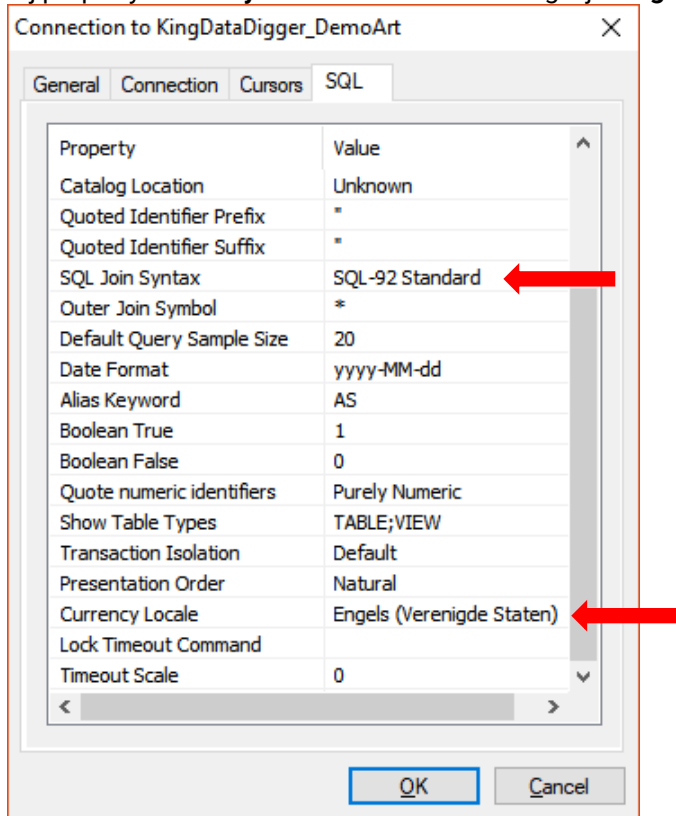 Connection to KingDataDigger_DemoArt
General Connection Cursors SQL
Property Value
Catalog Location Unknown
Quoted Identifier Prefix "
Quoted Identifier Suffix "
SQL Join Syntax SQL-92 Standard
Outer Join Symbol *
Default Query Sample Size 20
Date Format yyyy-MM-dd
Alias Keyword AS
Boolean True 1
Boolean False 0
Quote numeric identifiers Purely Numeric
Show Table Types TABLE;VIEW
Transaction Isolation Default
Presentation Order Natural
Currency Locale Engels (Verenigde Staten)
Lock Timeout Command
Timeout Scale 0
OK Cancel